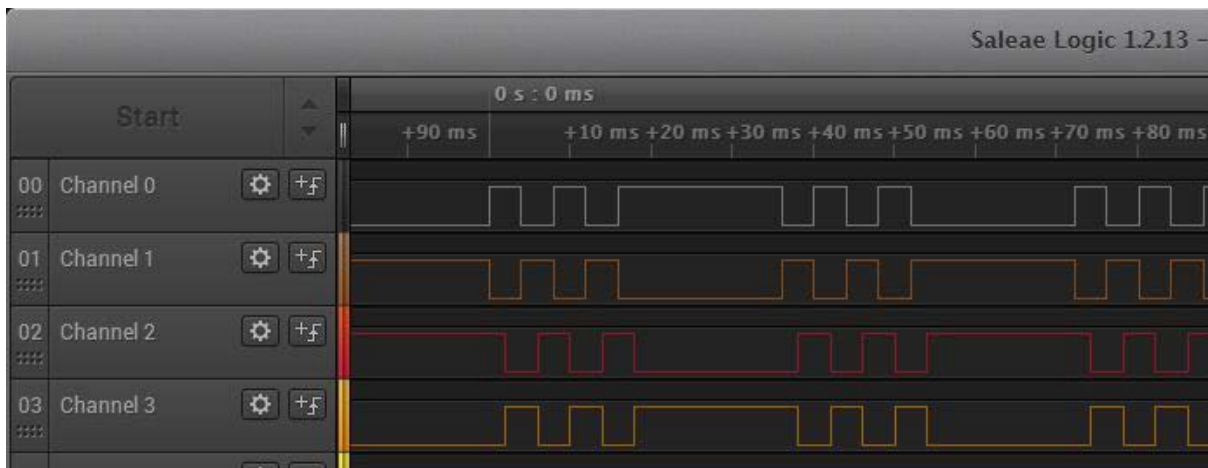 Saleae Logic 1.2.13 –
Start
0 s : 0 ms
+90 ms +10 ms +20 ms +30 ms +40 ms +50 ms +60 ms +70 ms +80 ms
00 Channel 0
01 Channel 1
02 Channel 2
03 Channel 3